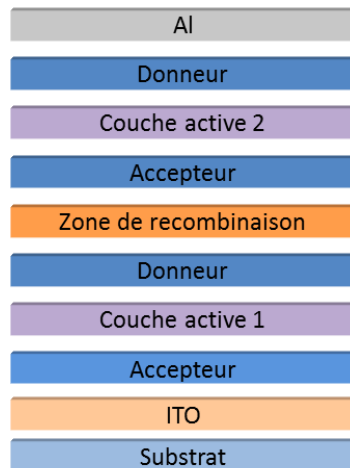 Al
Donneur
Couche active 2
Accepteur
Zone de recombinaison
Donneur
Couche active 1
Accepteur
ITO
Substrat